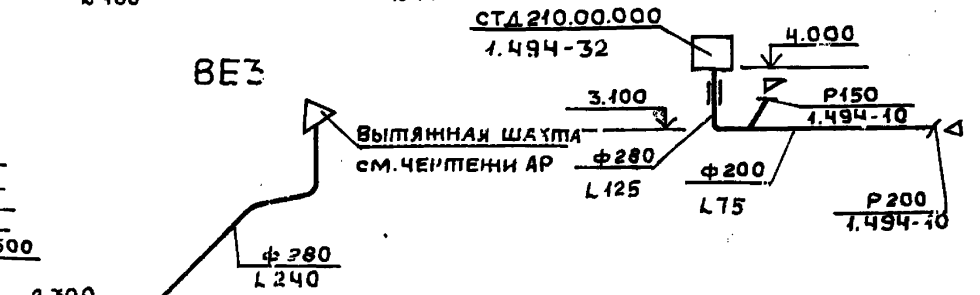 СТД 210.00.000
1.494-32
4.000
ВЕ3
3.100
Р150
1.494-10
ВЫТЯЖНАЯ ШАХТА
СМ. ЧЕРТЕЖИ АР
ф280
L125
ф200
L75
Р200
1.494-10
ф280
L240